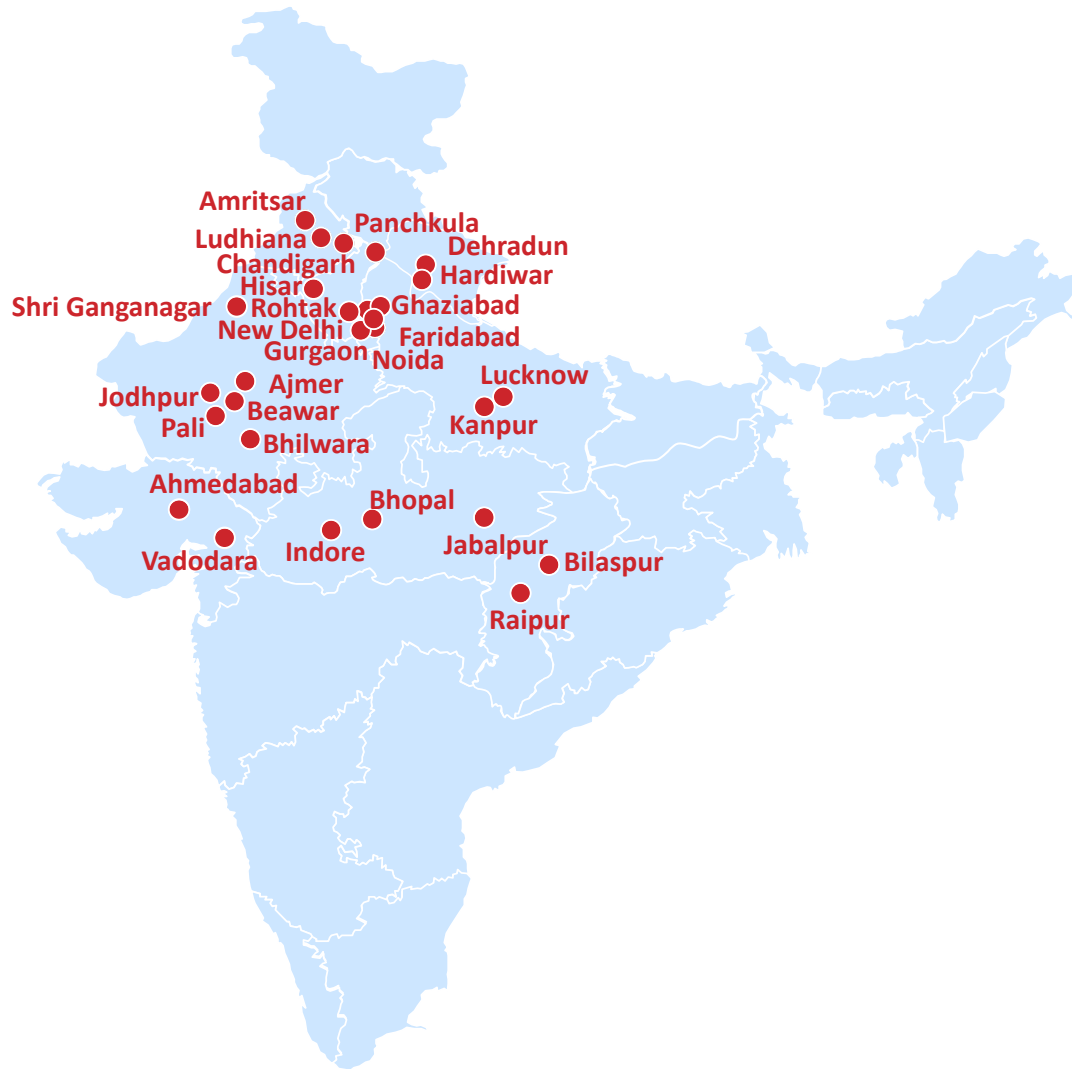 Amritsar
Panchkula
Ludhiana
Dehradun
Chandigarh
Hardiwar
Hisar
Shri Ganganagar
Rohtak
Ghaziabad
New Delhi
Faridabad
Gurgaon
Noida
Lucknow
Ajmer
Jodhpur
Beawar
Pali
Kanpur
Bhilwara
Ahmedabad
Bhopal
Jabalpur
Indore
Vadodara
Bilaspur
Raipur